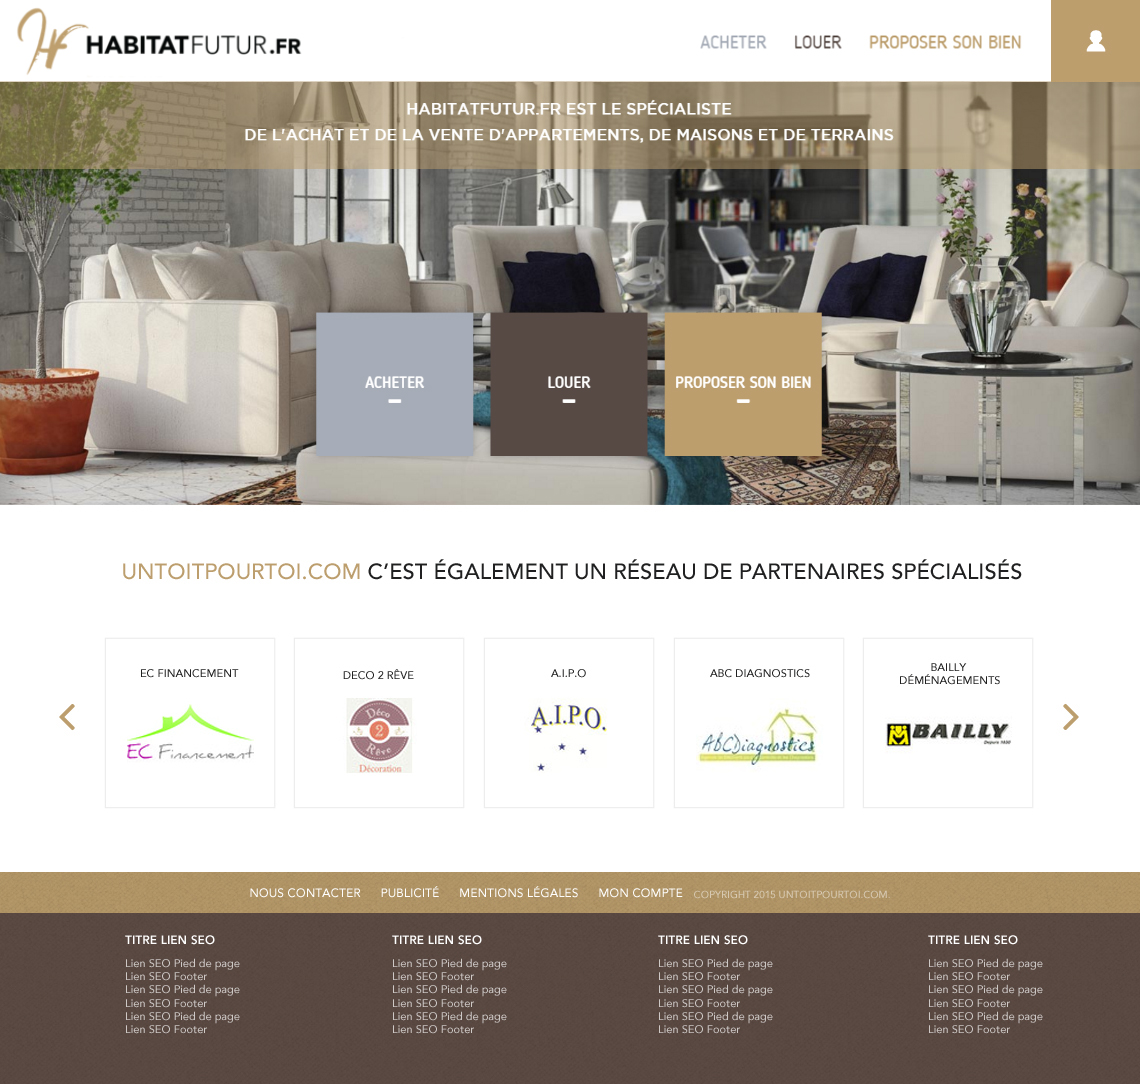 HABITATFUTUR.FR
ACHETER LOUER PROPOSER SON BIEN
HABITATFUTUR.FR EST LE SPÉCIALISTE
DE L'ACHAT ET DE LA VENTE D'APPARTEMENTS, DE MAISONS ET DE TERRAINS
ACHETER LOUER PROPOSER SON BIEN
UNTOITPOURTOI.COM C'EST ÉGALEMENT UN RÉSEAU DE PARTENAIRES SPÉCIALISÉS
EC FINANCEMENT
EC Financement
DECO 2 RÊVE
Déco
2
Rêve
Décoration
A.I.P.O
A.I.P.O.
ABC DIAGNOSTICS
AbcDiagnostics
BAILLY
DÉMÉNAGEMENTS
BAILLY
Depuis 1920
NOUS CONTACTER PUBLICITÉ MENTIONS LÉGALES MON COMPTE COPYRIGHT 2015 UNTOITPOURTOI.COM.
TITRE LIEN SEO
Lien SEO Pied de page
Lien SEO Footer
Lien SEO Pied de page
Lien SEO Footer
Lien SEO Pied de page
Lien SEO Footer
TITRE LIEN SEO
Lien SEO Pied de page
Lien SEO Footer
Lien SEO Pied de page
Lien SEO Footer
Lien SEO Pied de page
Lien SEO Footer
TITRE LIEN SEO
Lien SEO Pied de page
Lien SEO Footer
Lien SEO Pied de page
Lien SEO Footer
Lien SEO Pied de page
Lien SEO Footer
TITRE LIEN SEO
Lien SEO Pied de page
Lien SEO Footer
Lien SEO Pied de page
Lien SEO Footer
Lien SEO Pied de page
Lien SEO Footer